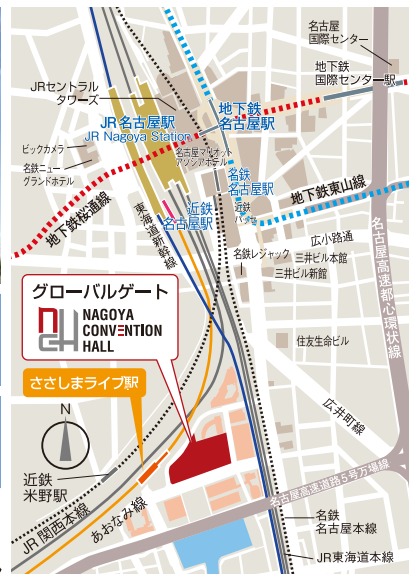 名古屋
国際センター
地下鉄
国際センター駅
JRセントラル
タワーズ
地下鉄
名古屋駅
JR名古屋駅
JR Nagoya Station
ビックカメラ
名鉄ニュー
グランドホテル
名古屋マリオット
アソシアホテル
名鉄
名古屋駅
近鉄
パッセ
近鉄
名古屋駅
地下鉄桜通線
地下鉄東山線
東海道新幹線
名鉄レジャック
広小路通
三井ビル本館
三井ビル新館
名古屋高速都心環状線
グローバルゲート
NAGOYA
CONVENTION
HALL
住友生命ビル
ささしまライブ駅
広井町線
N
近鉄
米野駅
JR関西本線
あおなみ線
名古屋高速道路5号万場線
名鉄
名古屋本線
JR東海道本線